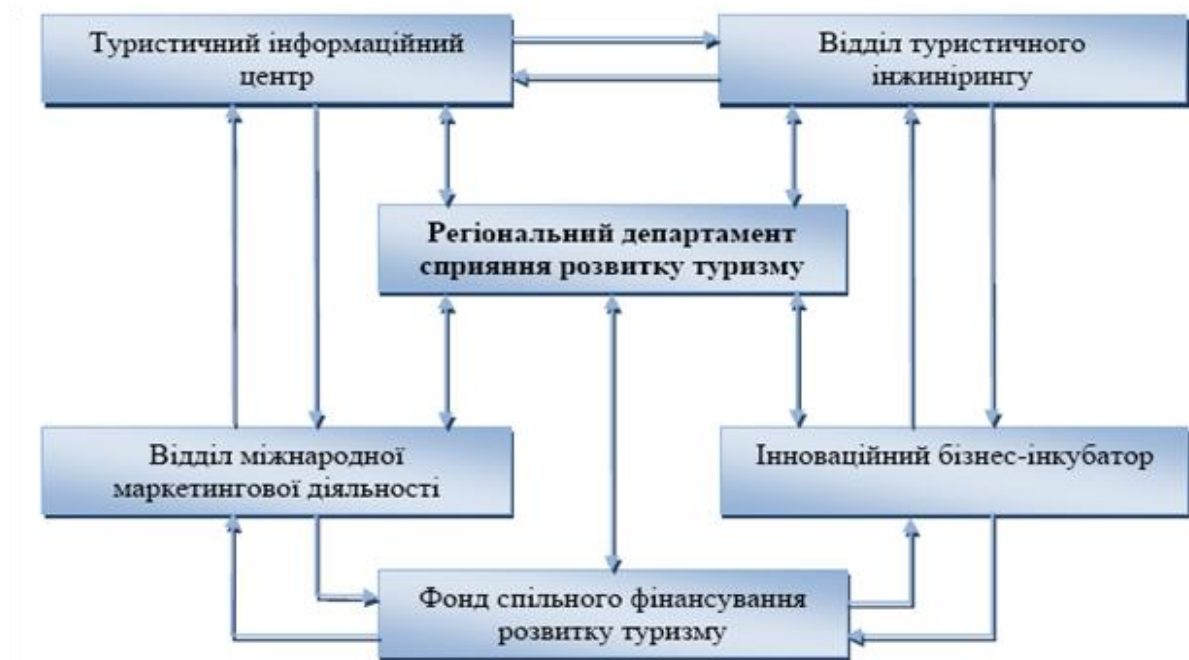 Туристичний інформаційний
центр
Відділ туристичного
інжинірингу
Регіональний департамент
сприяння розвитку туризму
Відділ міжнародної
маркетингової діяльності
Інноваційний бізнес-інкубатор
Фонд спільного фінансування
розвитку туризму